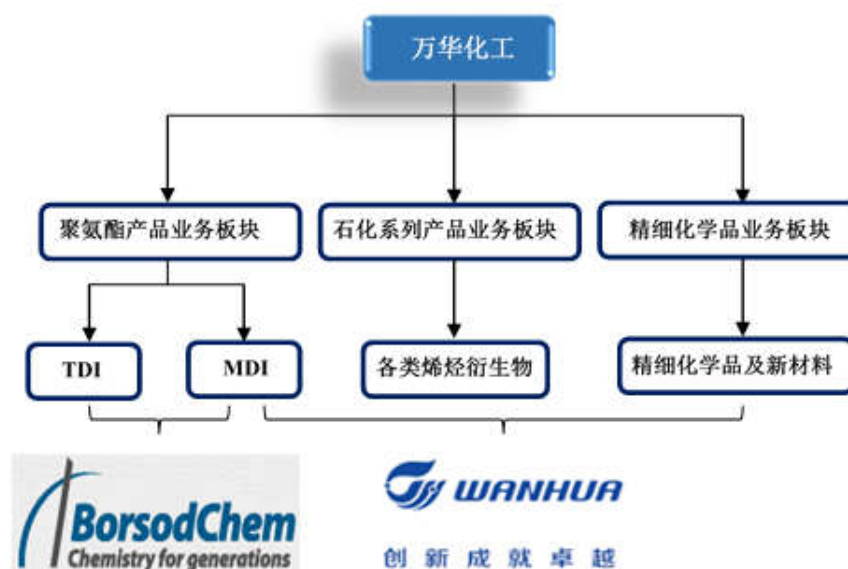 万华化工
聚氨酯产品业务板块
石化系列产品业务板块
精细化学品业务板块
TDI
MDI
各类烯烃衍生物
精细化学品及新材料
BorsodChem
Chemistry for generations
WANHUA
创新成就卓越